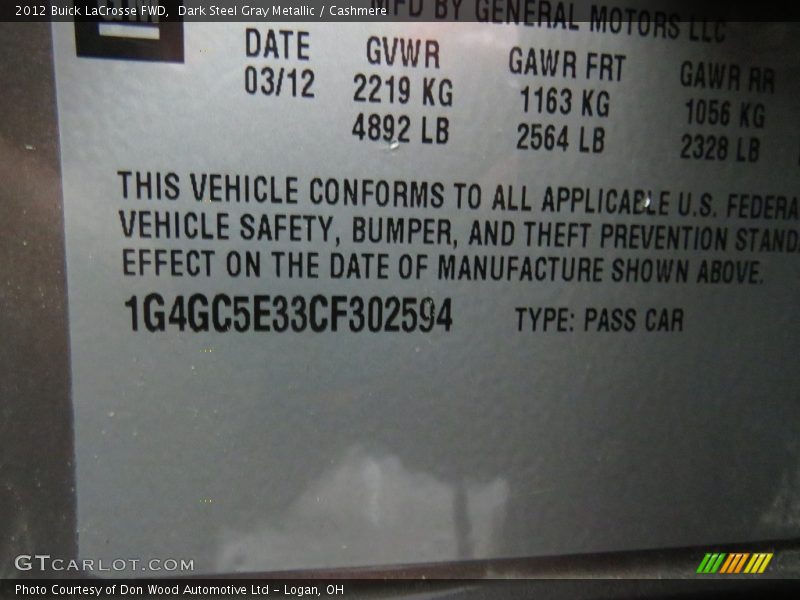 2012 Buick LaCrosse FWD, Dark Steel Gray Metallic / Cashmere
MFD BY GENERAL MOTORS LLC
DATE GVWR GAWR FRT GAWR RR
03/12 2219 KG 1163 KG 1056 KG
4892 LB 2564 LB 2328 LB
THIS VEHICLE CONFORMS TO ALL APPLICABLE U.S. FEDERA
VEHICLE SAFETY, BUMPER, AND THEFT PREVENTION STAND
EFFECT ON THE DATE OF MANUFACTURE SHOWN ABOVE.
1G4GC5E33CF302594 TYPE: PASS CAR
GTCARLOT.COM
Photo Courtesy of Don Wood Automotive Ltd - Logan, OH